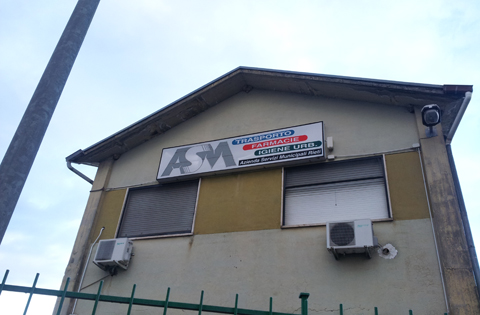 ASM
TRASPORTO
FARMACIE
IGIENE URB.
Azienda Servizi Municipali Rieti